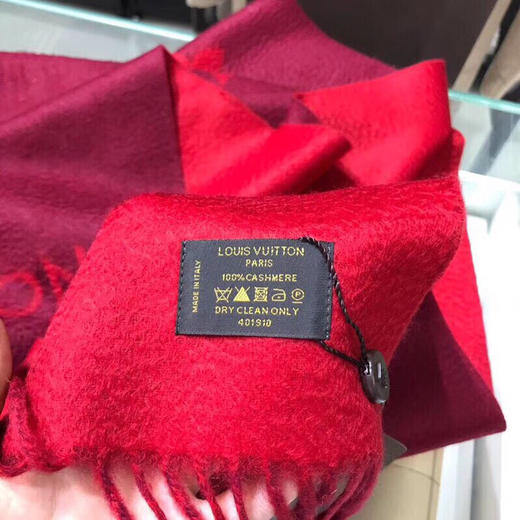 LOUIS VUITTON
PARIS
100% CASHMERE
MADE IN ITALY
DRY CLEAN ONLY
401910